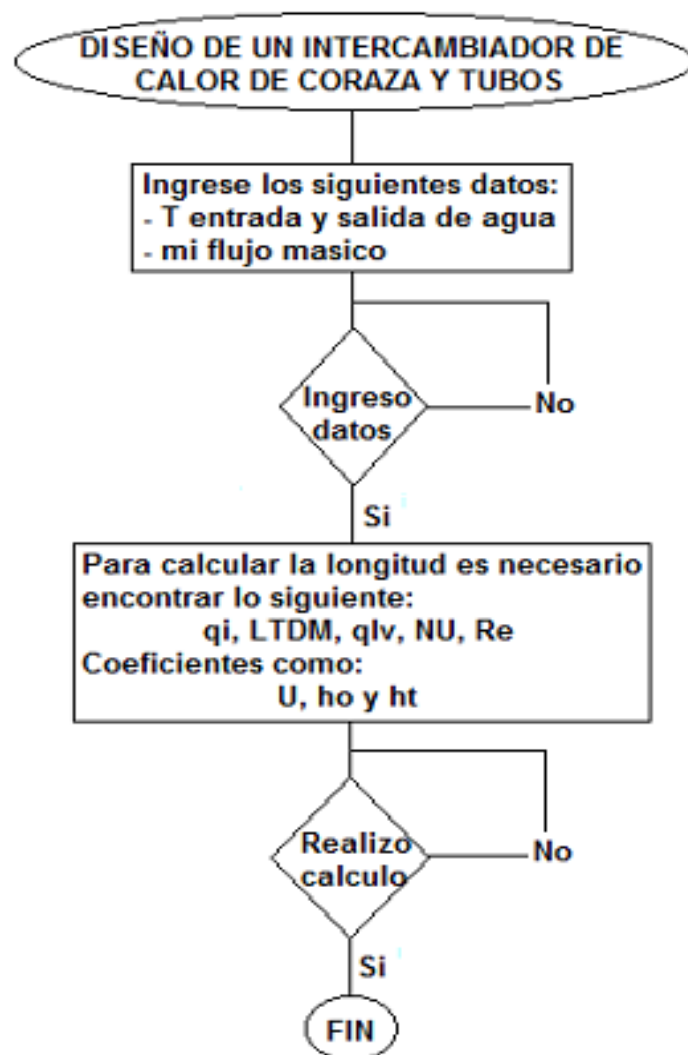 DISEÑO DE UN INTERCAMBIADOR DE
CALOR DE CORAZA Y TUBOS
Ingrese los siguientes datos:
- T entrada y salida de agua
- mi flujo masico
Ingreso
datos
No
Si
Para calcular la longitud es necesario
encontrar lo siguiente:
qi, LTDM, qlv, NU, Re
Coeficientes como:
U, ho y ht
Realizo
calculo
No
Si
FIN